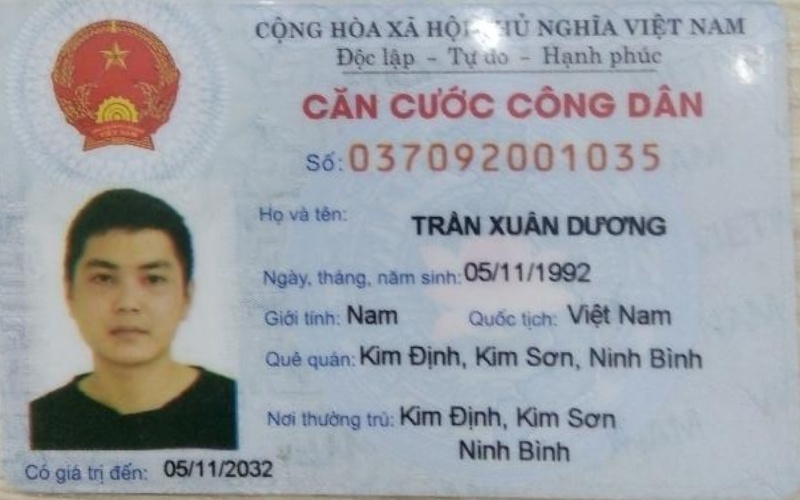 CỘNG HÒA XÃ HỘI CHỦ NGHĨA VIỆT NAM
Độc lập - Tự do - Hạnh phúc
CĂN CƯỚC CÔNG DÂN
Số: 037092001035
Họ và tên: TRẦN XUÂN DƯƠNG
Ngày, tháng, năm sinh: 05/11/1992
Giới tính: Nam Quốc tịch: Việt Nam
Quê quán: Kim Định, Kim Sơn, Ninh Bình
Nơi thường trú: Kim Định, Kim Sơn
Ninh Bình
Có giá trị đến: 05/11/2032